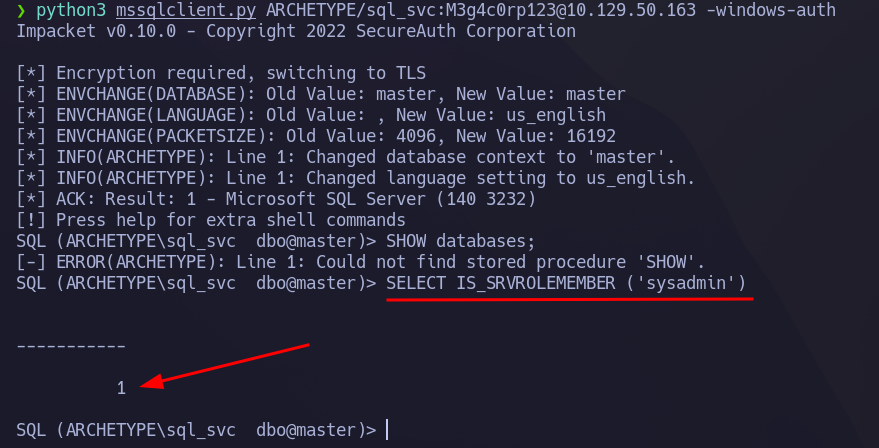 ❯ python3 mssqlclient.py ARCHETYPE/sql_svc:M3g4c0rp123@10.129.50.163 -windows-auth
Impacket v0.10.0 - Copyright 2022 SecureAuth Corporation
[*] Encryption required, switching to TLS
[*] ENVCHANGE(DATABASE): Old Value: master, New Value: master
[*] ENVCHANGE(LANGUAGE): Old Value: , New Value: us_english
[*] ENVCHANGE(PACKETSIZE): Old Value: 4096, New Value: 16192
[*] INFO(ARCHETYPE): Line 1: Changed database context to 'master'.
[*] INFO(ARCHETYPE): Line 1: Changed language setting to us_english.
[*] ACK: Result: 1 - Microsoft SQL Server (140 3232)
[!] Press help for extra shell commands
SQL (ARCHETYPE\sql_svc  dbo@master)> SHOW databases;
[-] ERROR(ARCHETYPE): Line 1: Could not find stored procedure 'SHOW'.
SQL (ARCHETYPE\sql_svc  dbo@master)> SELECT IS_SRVROLEMEMBER ('sysadmin')
-----------
1
SQL (ARCHETYPE\sql_svc  dbo@master)>